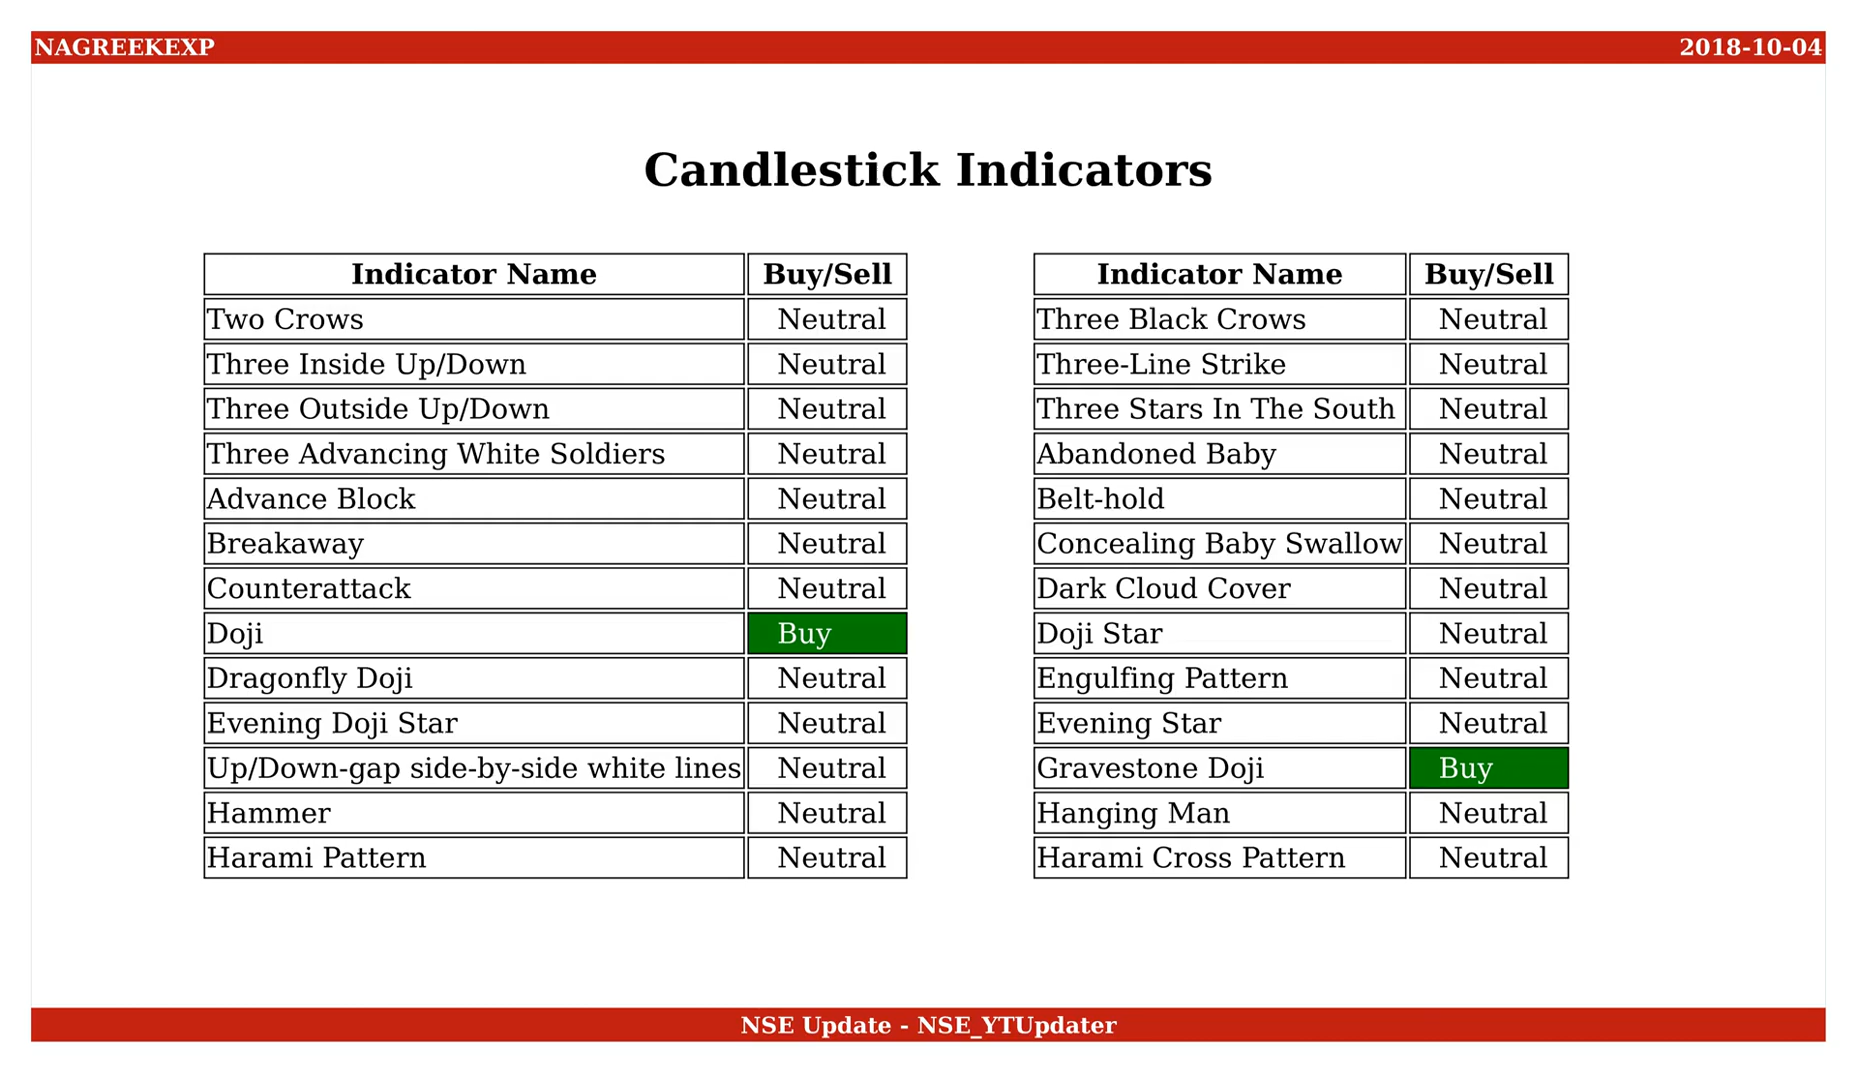 NAGREEKEXP 2018-10-04
Candlestick Indicators
Indicator Name Buy/Sell Indicator Name Buy/Sell
Two Crows Neutral Three Black Crows Neutral
Three Inside Up/Down Neutral Three-Line Strike Neutral
Three Outside Up/Down Neutral Three Stars In The South Neutral
Three Advancing White Soldiers Neutral Abandoned Baby Neutral
Advance Block Neutral Belt-hold Neutral
Breakaway Neutral Concealing Baby Swallow Neutral
Counterattack Neutral Dark Cloud Cover Neutral
Doji Buy Doji Star Neutral
Dragonfly Doji Neutral Engulfing Pattern Neutral
Evening Doji Star Neutral Evening Star Neutral
Up/Down-gap side-by-side white lines Neutral Gravestone Doji Buy
Hammer Neutral Hanging Man Neutral
Harami Pattern Neutral Harami Cross Pattern Neutral
NSE Update - NSE_YTUpdater